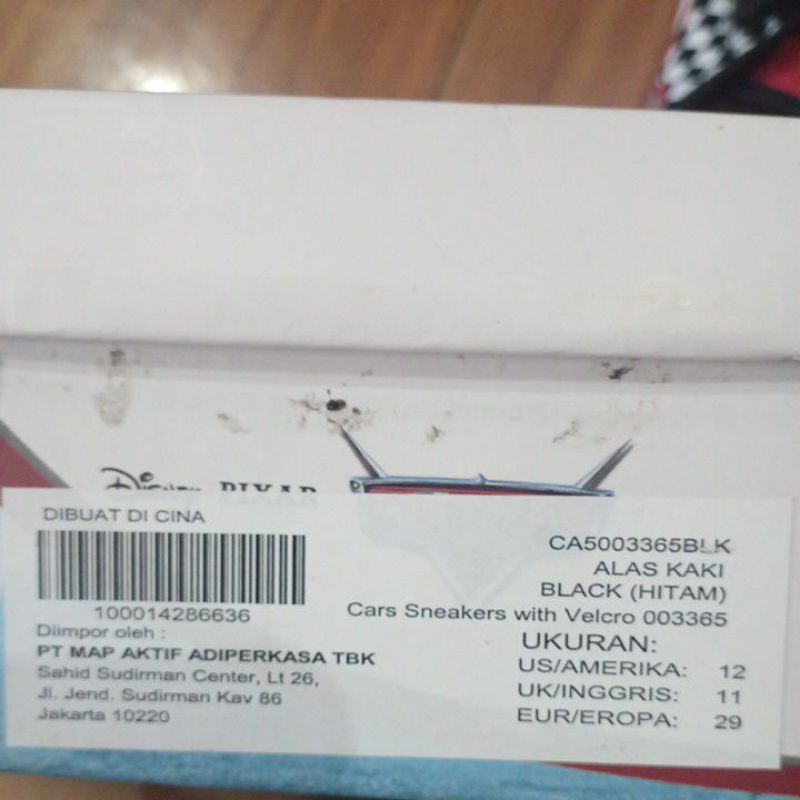 Disney PIXAR
DIBUAT DI CINA
100014286636
Diimpor oleh :
PT MAP AKTIF ADIPERKASA TBK
Sahid Sudirman Center, Lt 26,
Jl. Jend. Sudirman Kav 86
Jakarta 10220
CA5003365BLK
ALAS KAKI
BLACK (HITAM)
Cars Sneakers with Velcro 003365
UKURAN:
US/AMERIKA: 12
UK/INGGRIS: 11
EUR/EROPA: 29